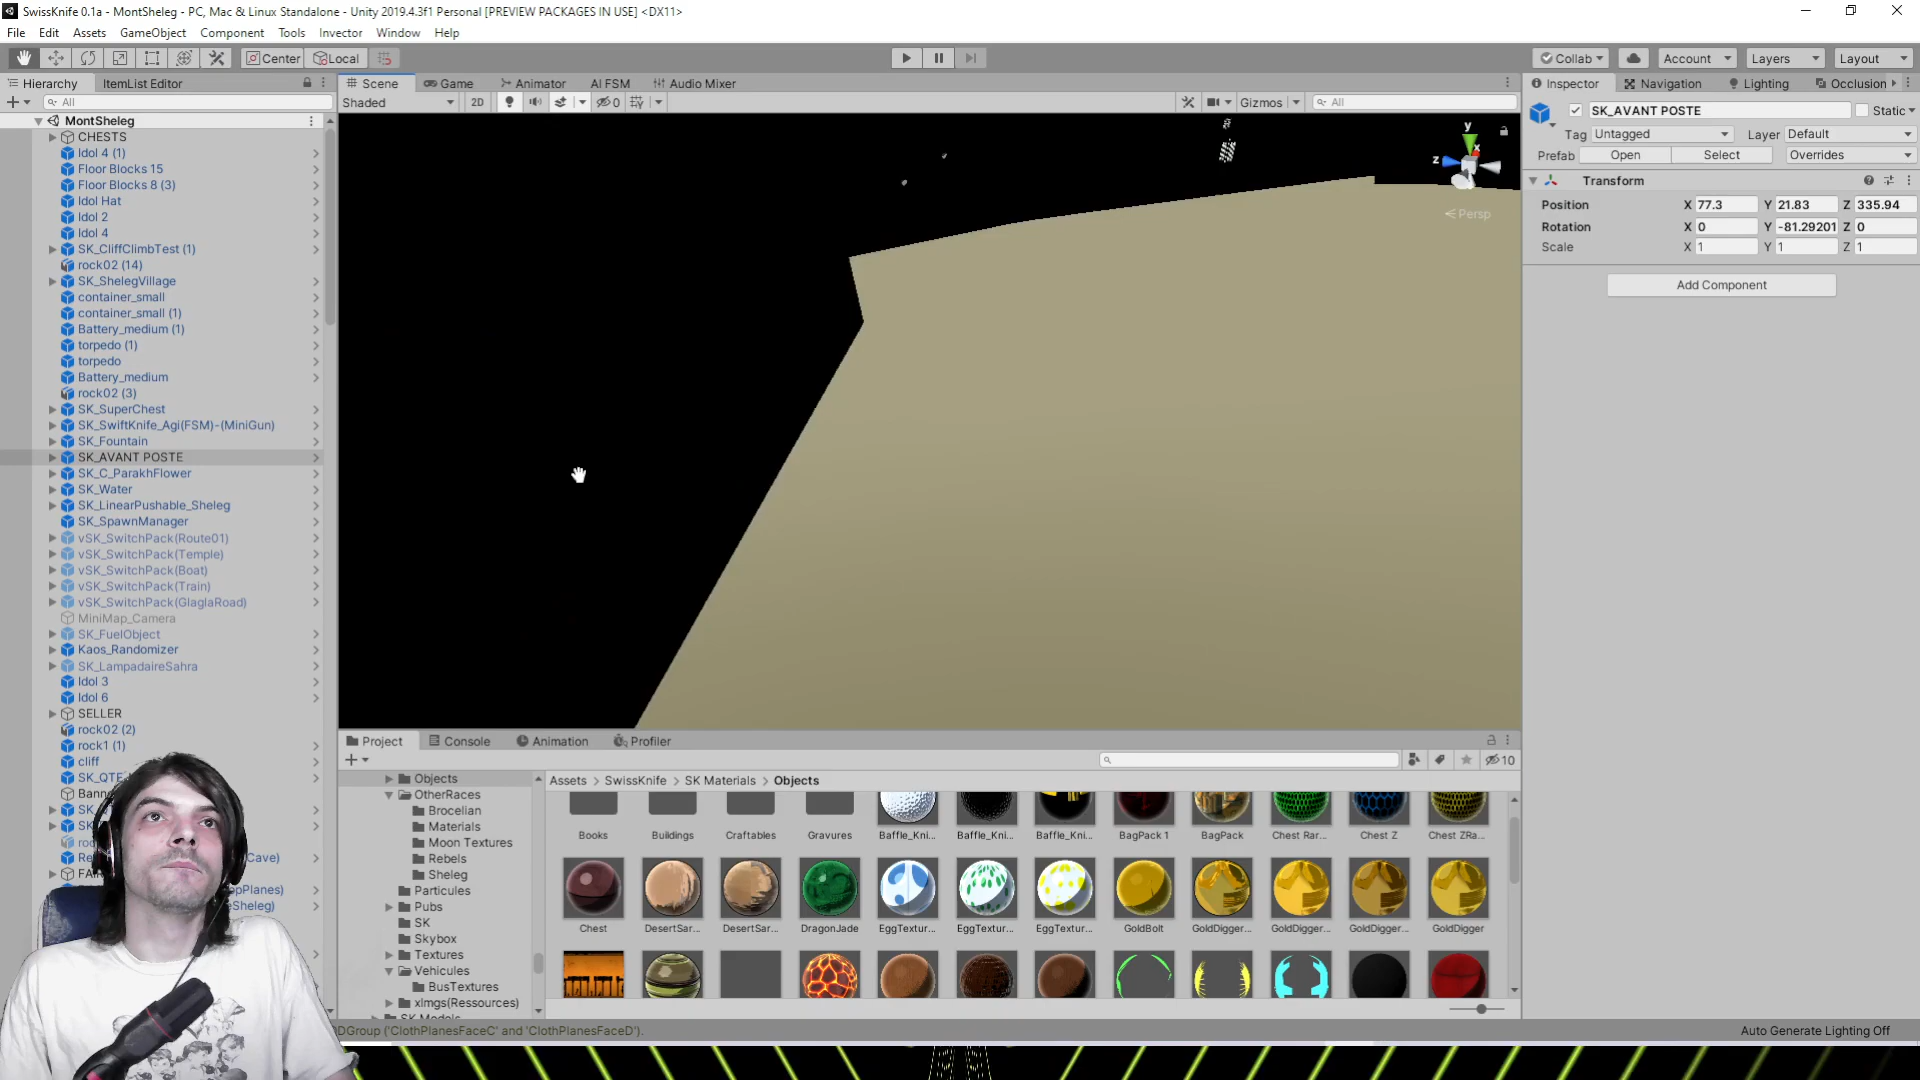 SwissKnife 0.1a - MontSheleg - PC, Mac & Linux Standalone - Unity 2019.4.3f1 Personal [PREVIEW PACKAGES IN USE] <DX11>
File Edit Assets GameObject Component Tools Invector Window Help
Center Local Collab Account Layers Layout
Hierarchy ItemList Editor
All
MontSheleg
CHESTS
Idol 4 (1)
Floor Blocks 15
Floor Blocks 8 (3)
Idol Hat
Idol 2
Idol 4
SK_CliffClimbTest (1)
rock02 (14)
SK_ShelegVillage
container_small
container_small (1)
Battery_medium (1)
torpedo (1)
torpedo
Battery_medium
rock02 (3)
SK_SuperChest
SK_SwiftKnife_Agi(FSM)-(MiniGun)
SK_Fountain
SK_AVANT POSTE
SK_C_ParakhFlower
SK_Water
SK_LinearPushable_Sheleg
SK_SpawnManager
vSK_SwitchPack(Route01)
vSK_SwitchPack(Temple)
vSK_SwitchPack(Boat)
vSK_SwitchPack(Train)
vSK_SwitchPack(GlaglaRoad)
MiniMap_Camera
SK_FuelObject
Kaos_Randomizer
SK_LampadaireSahra
Idol 3
Idol 6
SELLER
rock02 (2)
rock1 (1)
cliff
SK_QTE
Scene Game Animator AI FSM Audio Mixer
Shaded 2D 0 Gizmos All
y
x
z
Persp
Project Console Animation Profiler
10
Objects
OtherRaces
Brocelian
Materials
Moon Textures
Rebels
Sheleg
Particules
Pubs
SK
Skybox
Textures
Vehicules
BusTextures
xImgs(Ressources)
Assets > SwissKnife > SK Materials > Objects
Books Buildings Craftables Gravures Baffle_Kni... Baffle_Kni... Baffle_Kni... BagPack 1 BagPack Chest Rar... Chest Z Chest ZRa...
Chest DesertSar... DesertSar... DragonJade EggTextur... EggTextur... EggTextur... GoldBolt GoldDigger... GoldDigger... GoldDigger... GoldDigger
DGroup ('ClothPlanesFaceC' and 'ClothPlanesFaceD').
Auto Generate Lighting Off
Inspector Navigation Lighting Occlusion
SK_AVANT POSTE Static
Tag Untagged Layer Default
Prefab Open Select Overrides
Transform
Position X 77.3 Y 21.83 Z 335.94
Rotation X 0 Y -81.29201 Z 0
Scale X 1 Y 1 Z 1
Add Component